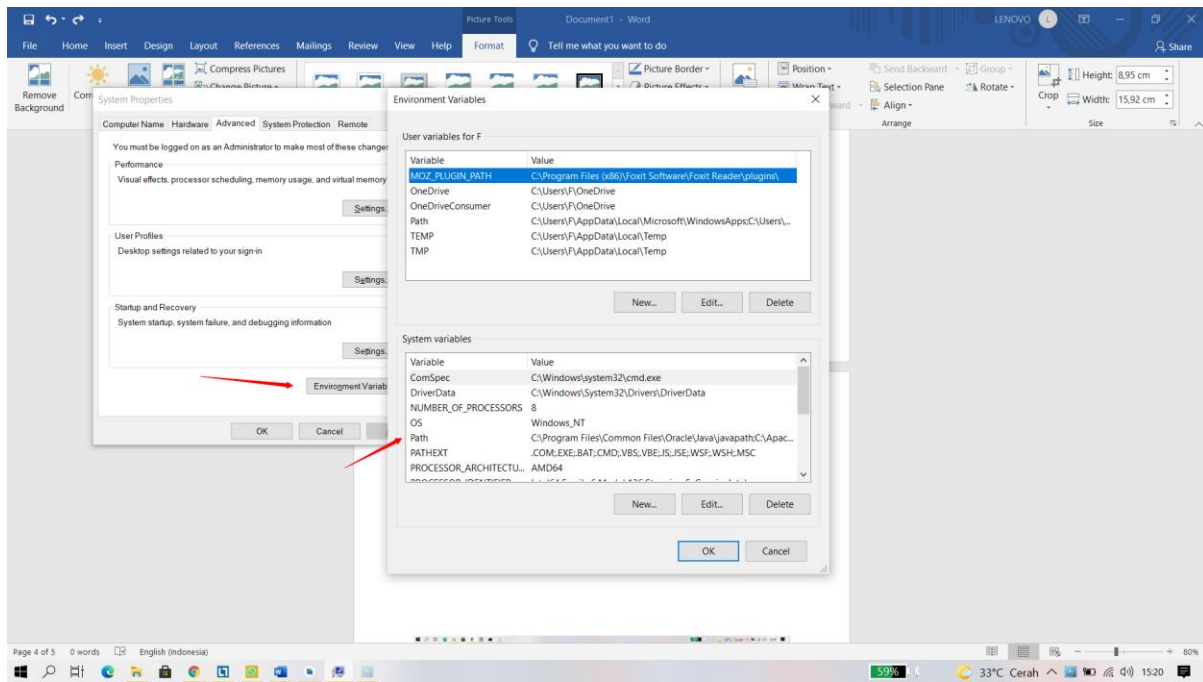 Picture Tools
Document1 - Word
LENOVO
L
File Home Insert Design Layout References Mailings Review View Help Format Tell me what you want to do
Share
Remove Background
Compress Pictures
Picture Border
Position
Send Backward
Selection Pane
Align
Group
Rotate
Arrange
Crop
Height: 8,95 cm
Width: 15,92 cm
Size
System Properties
Computer Name Hardware Advanced System Protection Remote
You must be logged on as an Administrator to make most of these change
Performance
Visual effects, processor scheduling, memory usage, and virtual memory
Settings.
User Profiles
Desktop settings related to your sign-in
Settings.
Startup and Recovery
System startup, system failure, and debugging information
Settings.
Environment Variab
OK Cancel
Environment Variables
User variables for F
Variable Value
MOZ_PLUGIN_PATH C:\Program Files (x86)\Foxit Software\Foxit Reader\plugins\
OneDrive C:\Users\F\OneDrive
OneDriveConsumer C:\Users\F\OneDrive
Path C:\Users\F\AppData\Local\Microsoft\WindowsApps;C:\Users\...
TEMP C:\Users\F\AppData\Local\Temp
TMP C:\Users\F\AppData\Local\Temp
New... Edit... Delete
System variables
Variable Value
ComSpec C:\Windows\system32\cmd.exe
DriverData C:\Windows\System32\Drivers\DriverData
NUMBER_OF_PROCESSORS 8
OS Windows_NT
Path C:\Program Files\Common Files\Oracle\Java\javapath;C:\Apac...
PATHEXT .COM;.EXE;.BAT;.CMD;.VBS;.VBE;.JS;.JSE;.WSF;.WSH;.MSC
PROCESSOR_ARCHITECTU... AMD64
New... Edit... Delete
OK Cancel
Page 4 of 5 0 words English (Indonesia)
80%
59%
33°C Cerah
15:20